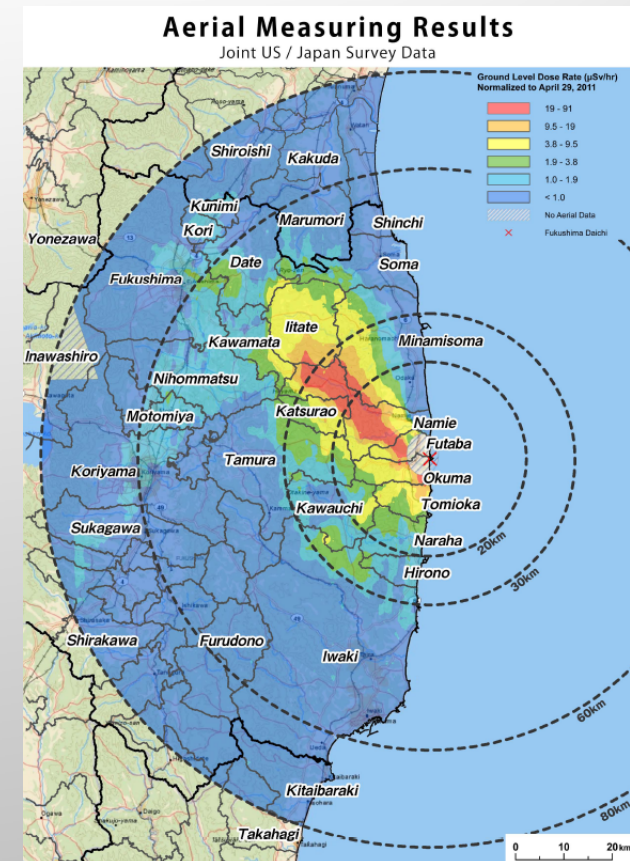 Aerial Measuring Results
Joint US / Japan Survey Data
Ground Level Dose Rate (µSv/hr)
Normalized to April 29, 2011
19 - 91
9.5 - 19
3.8 - 9.5
1.9 - 3.8
1.0 - 1.9
< 1.0
No Aerial Data
Fukushima Daichi
Shiroishi
Kakuda
Kunimi
Marumori
Shinchi
Kori
Yonezawa
Date
Soma
Fukushima
Iitate
Kawamata
Minamisoma
Inawashiro
Nihommatsu
Katsurao
Motomiya
Namie
Futaba
Tamura
Koriyama
Okuma
Kawauchi
Tomioka
Sukagawa
Naraha
20km
Hirono
30km
Shirakawa
Furudono
Iwaki
60km
Kitaibaraki
80km
Takahagi
0 10 20 km